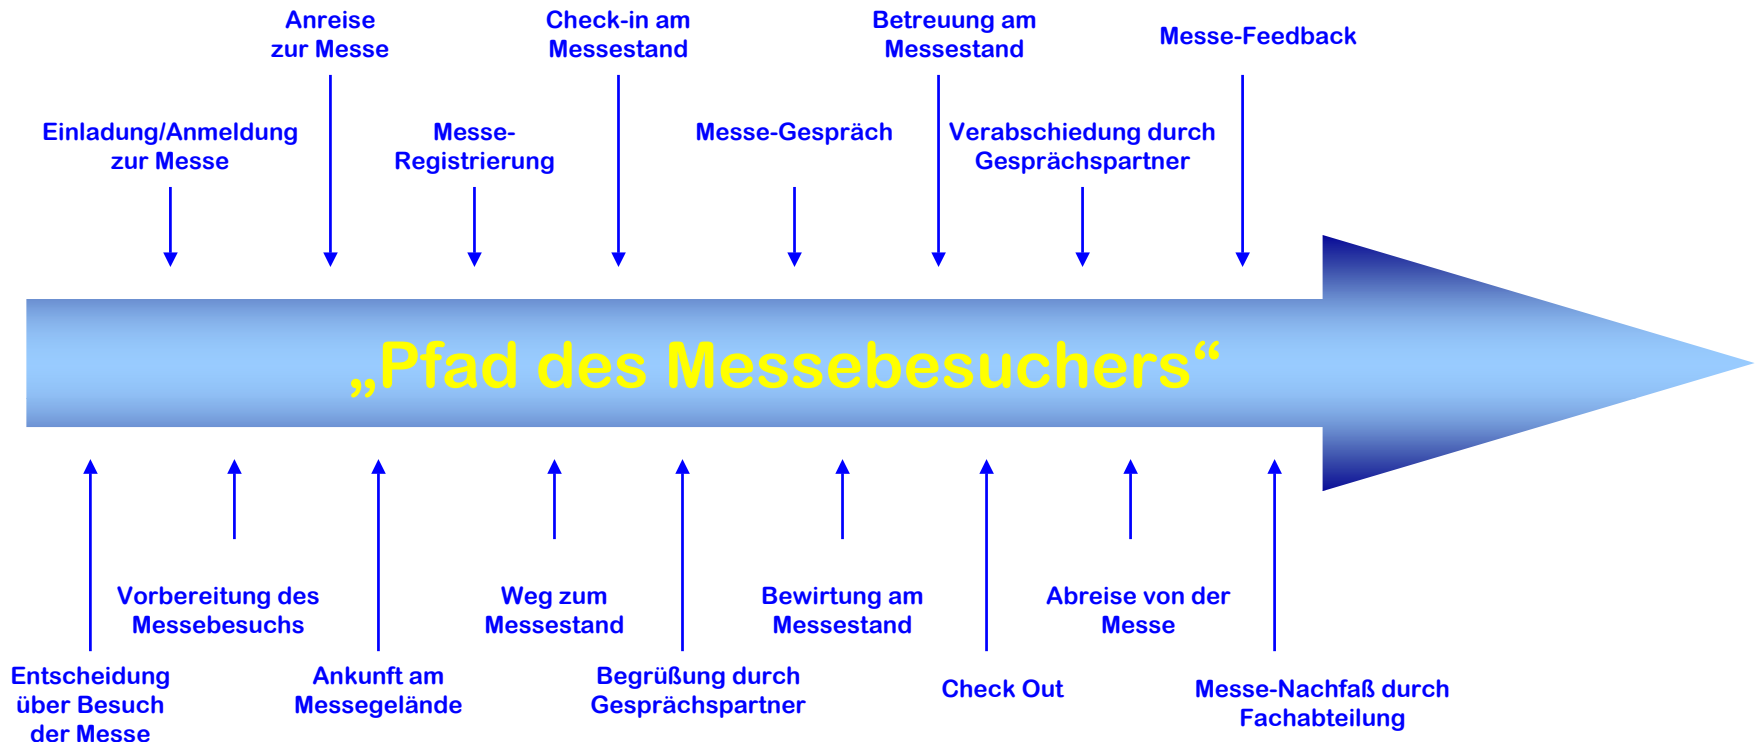 Anreise
zur Messe
Check-in am
Messestand
Betreuung am
Messestand
Messe-Feedback
Einladung/Anmeldung
zur Messe
Messe-
Registrierung
Messe-Gespräch
Verabschiedung durch
Gesprächspartner
„Pfad des Messebesuchers“
Vorbereitung des
Messebesuchs
Weg zum
Messestand
Bewirtung am
Messestand
Abreise von der
Messe
Entscheidung
über Besuch
der Messe
Ankunft am
Messegelände
Begrüßung durch
Gesprächspartner
Check Out
Messe-Nachfaß durch
Fachabteilung